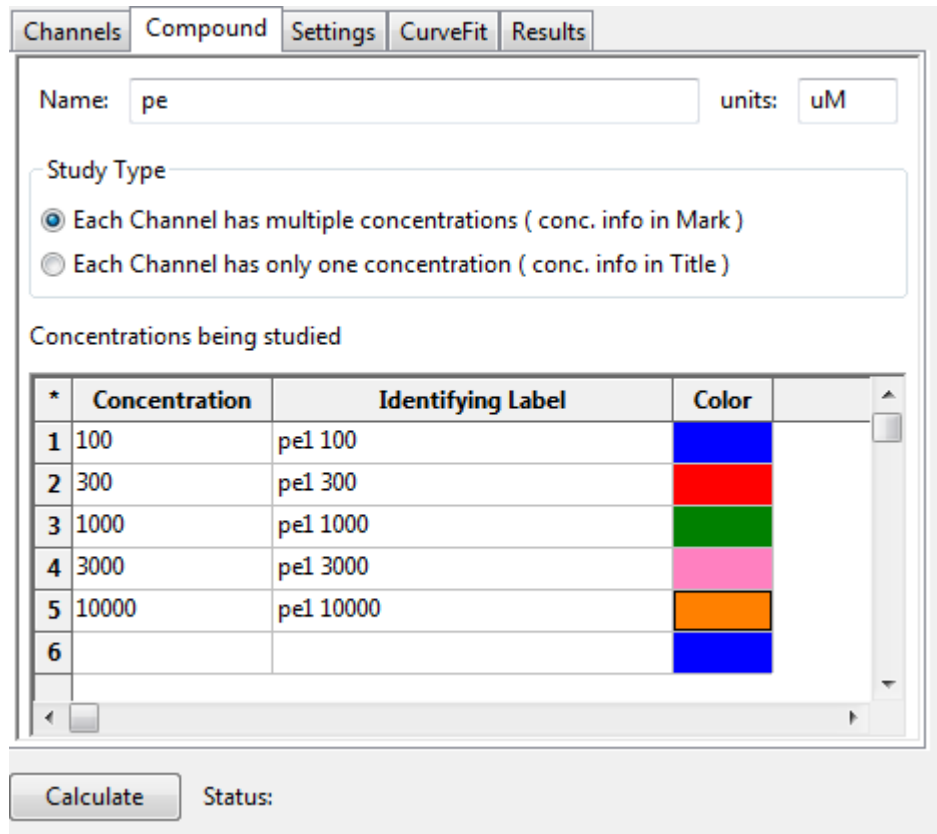 Channels Compound Settings CurveFit Results
Name: pe units: uM
Study Type
Each Channel has multiple concentrations ( conc. info in Mark )
Each Channel has only one concentration ( conc. info in Title )
Concentrations being studied
* Concentration Identifying Label Color
1 100 pe1 100
2 300 pe1 300
3 1000 pe1 1000
4 3000 pe1 3000
5 10000 pe1 10000
6
Calculate Status: